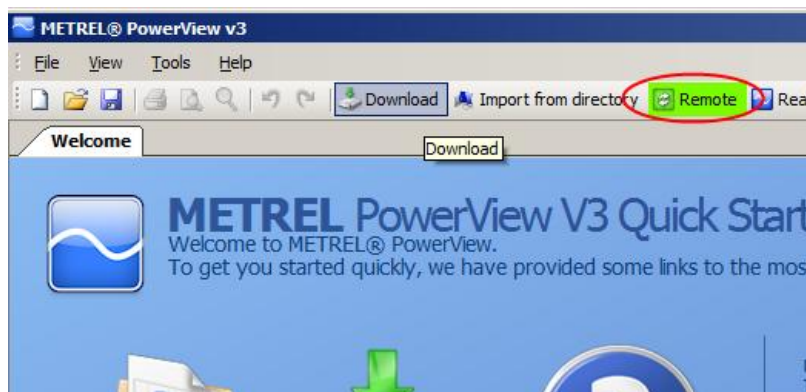 METREL® PowerView v3
File View Tools Help
Download Import from directory Remote Rea
Welcome
Download
METREL PowerView V3 Quick Start
Welcome to METREL® PowerView.
To get you started quickly, we have provided some links to the mos